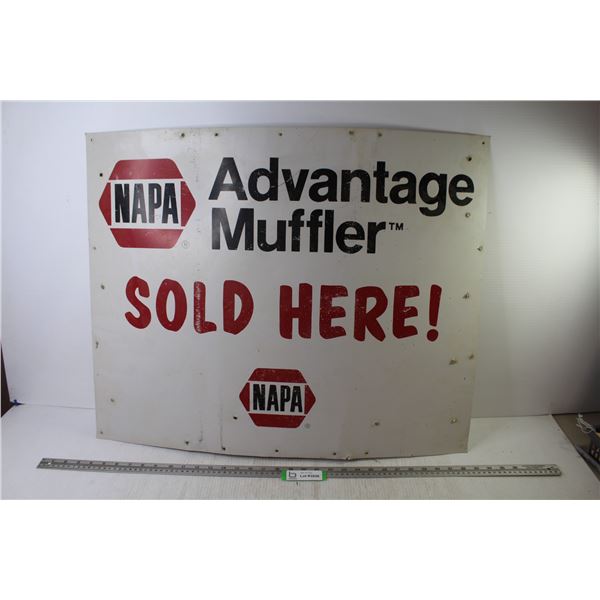 NAPA
®
Advantage
Muffler™
SOLD HERE!
NAPA
®